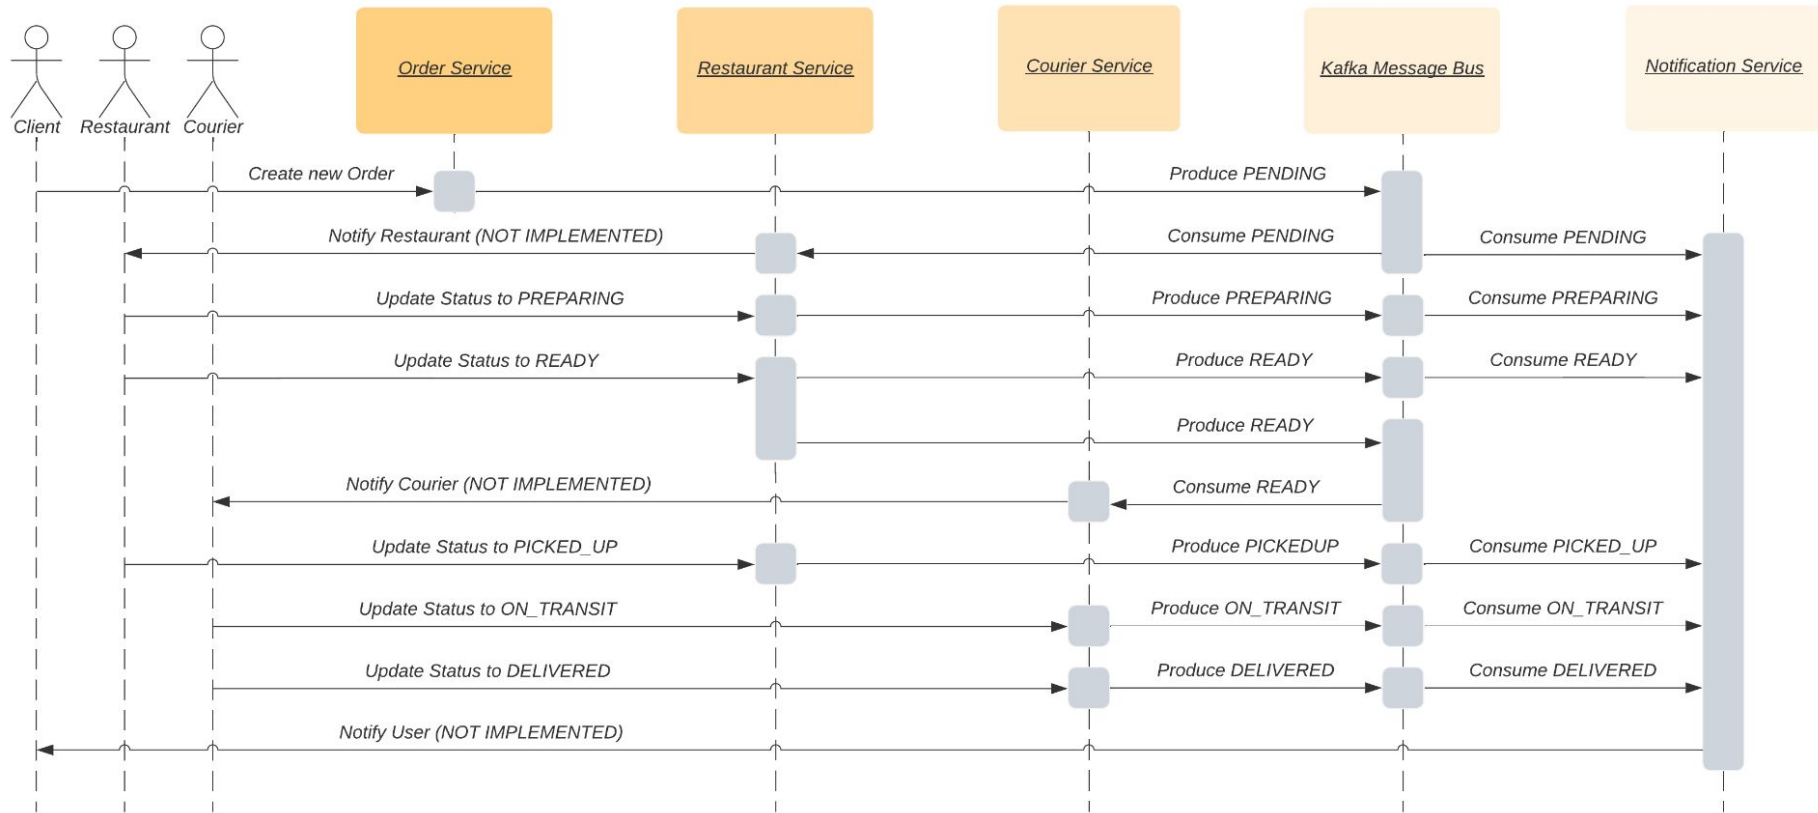 Order Service
Restaurant Service
Courier Service
Kafka Message Bus
Notification Service
Client
Restaurant
Courier
Create new Order
Produce PENDING
Notify Restaurant (NOT IMPLEMENTED)
Consume PENDING
Consume PENDING
Update Status to PREPARING
Produce PREPARING
Consume PREPARING
Update Status to READY
Produce READY
Consume READY
Produce READY
Notify Courier (NOT IMPLEMENTED)
Consume READY
Update Status to PICKED_UP
Produce PICKEDUP
Consume PICKED_UP
Update Status to ON_TRANSIT
Produce ON_TRANSIT
Consume ON_TRANSIT
Update Status to DELIVERED
Produce DELIVERED
Consume DELIVERED
Notify User (NOT IMPLEMENTED)